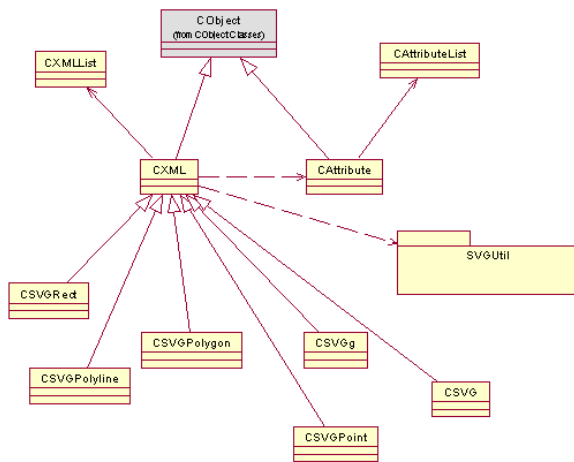 CObject
(from CObjectClasses)
CXMLList
CAttributeList
CXML
CAttribute
SVGUtil
CSVGRect
CSVGPolygon
CSVGg
CSVGPolyline
CSVG
CSVGPoint